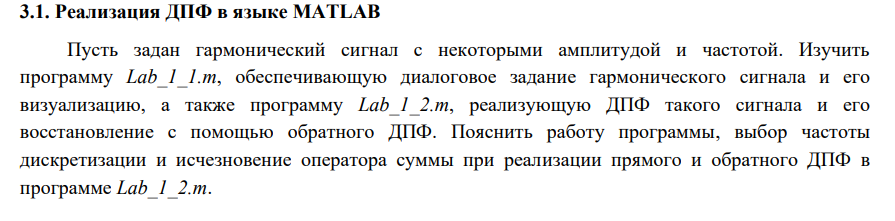 3.1. Реализация ДПФ в языке MATLAB
Пусть задан гармонический сигнал с некоторыми амплитудой и частотой. Изучить
программу Lab_1_1.m, обеспечивающую диалоговое задание гармонического сигнала и его
визуализацию, а также программу Lab_1_2.m, реализующую ДПФ такого сигнала и его
восстановление с помощью обратного ДПФ. Пояснить работу программы, выбор частоты
дискретизации и исчезновение оператора суммы при реализации прямого и обратного ДПФ в
программе Lab_1_2.m.